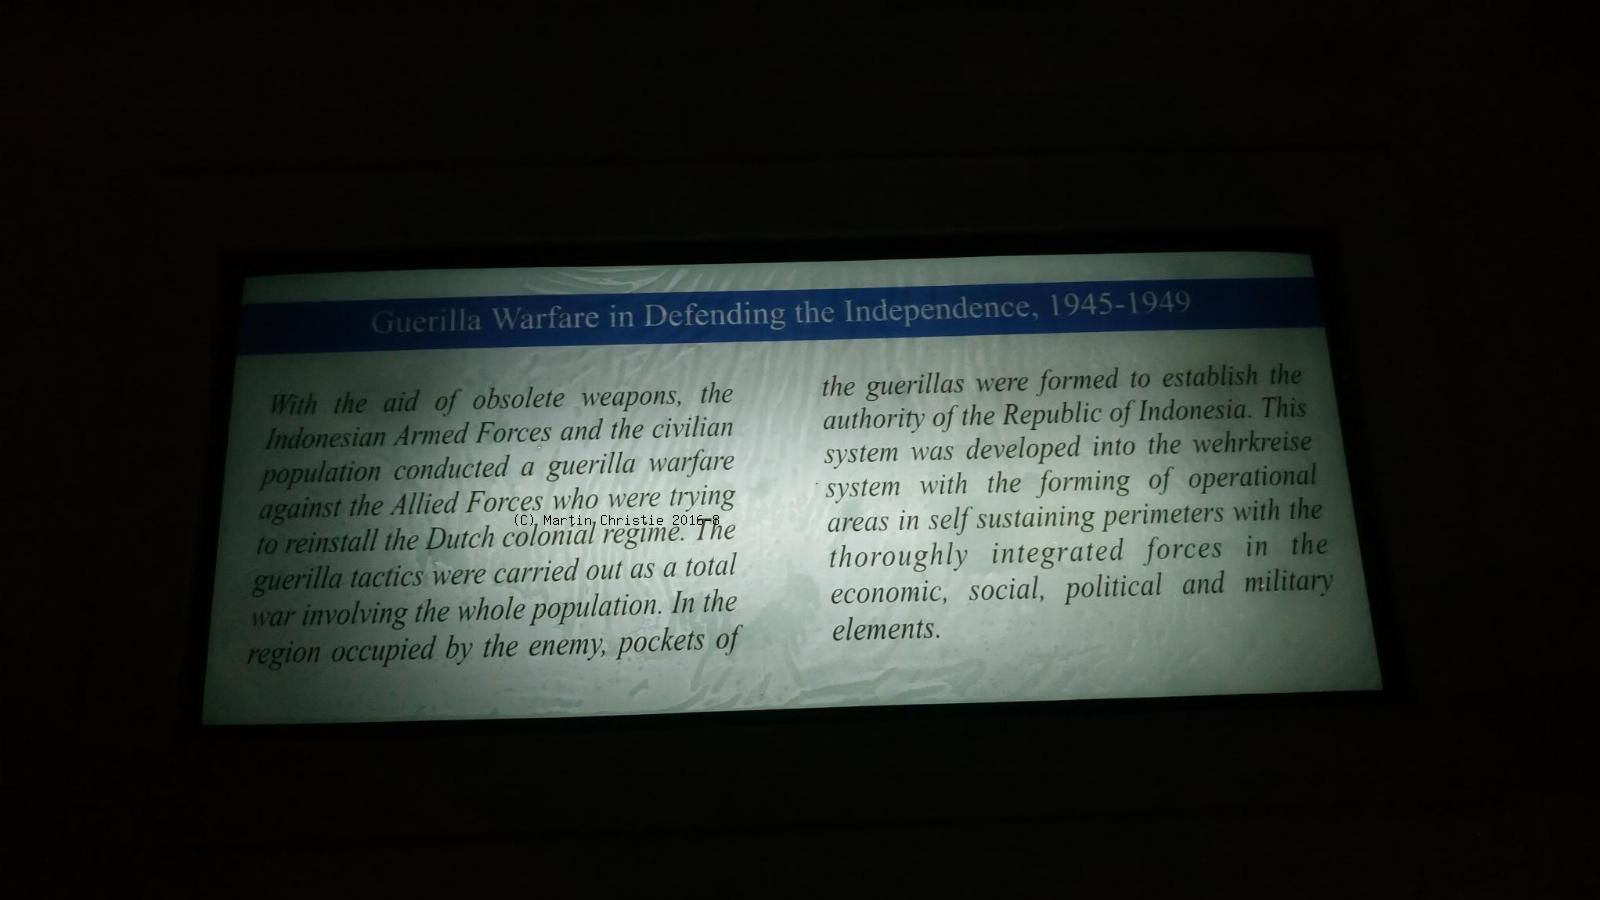 Guerilla Warfare in Defending the Independence, 1945-1949
With the aid of obsolete weapons, the
Indonesian Armed Forces and the civilian
population conducted a guerilla warfare
against the Allied Forces who were trying
to reinstall the Dutch colonial regime. The
guerilla tactics were carried out as a total
war involving the whole population. In the
region occupied by the enemy, pockets of
the guerillas were formed to establish the
authority of the Republic of Indonesia. This
system was developed into the wehrkreise
system with the forming of operational
areas in self sustaining perimeters with the
thoroughly integrated forces in the
economic, social, political and military
elements.
(C) Martin Christie 2016-8